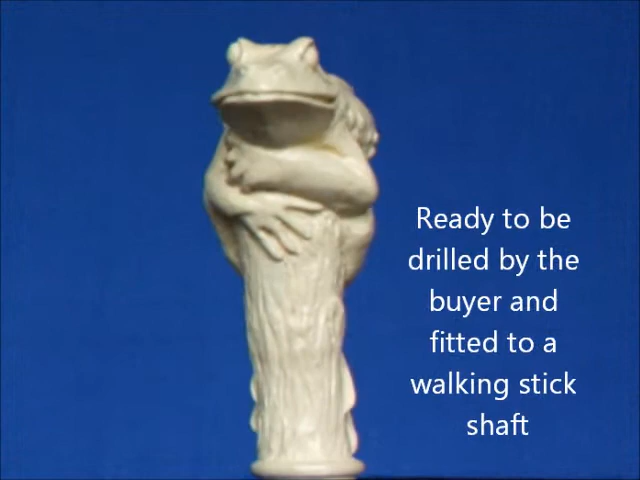 Ready to be
drilled by the
buyer and
fitted to a
walking stick
shaft